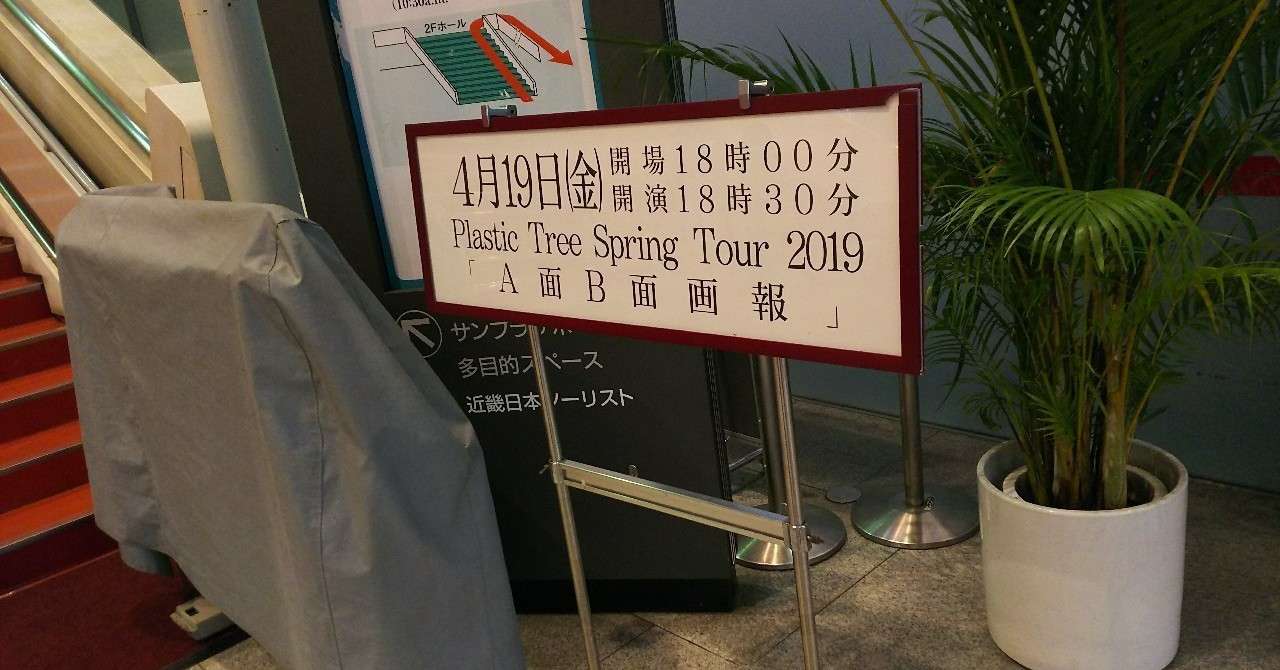 2Fホール
4月19日(金)開場18時00分
開演18時30分
Plastic Tree Spring Tour 2019
「A面B面画報」
多目的スペース
近畿日本ツーリスト